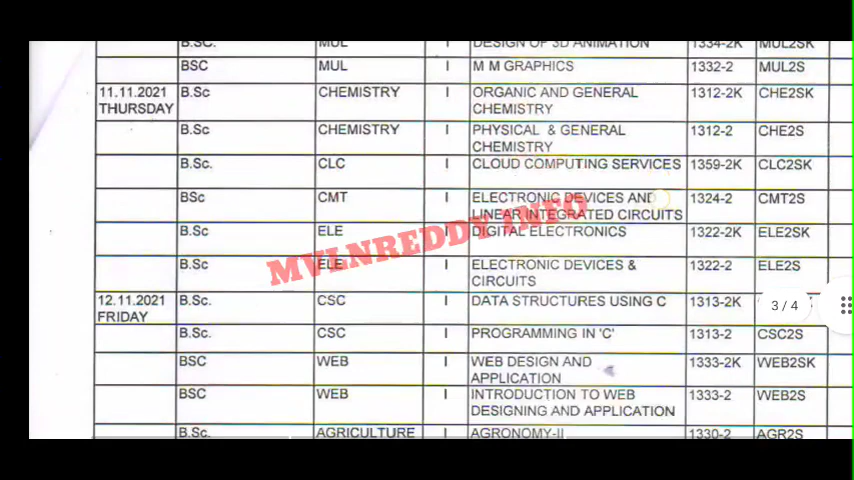 B.SC. MUL I DESIGN OF 3D ANIMATION 1334-2K MUL2SK
BSC MUL I M M GRAPHICS 1332-2 MUL2S
11.11.2021 B.Sc CHEMISTRY I ORGANIC AND GENERAL 1312-2K CHE2SK
THURSDAY CHEMISTRY
B.Sc CHEMISTRY I PHYSICAL & GENERAL 1312-2 CHE2S
CHEMISTRY
B.Sc. CLC I CLOUD COMPUTING SERVICES 1359-2K CLC2SK
BSc CMT I ELECTRONIC DEVICES AND 1324-2 CMT2S
LINEAR INTEGRATED CIRCUITS
B.Sc ELE I DIGITAL ELECTRONICS 1322-2K ELE2SK
MVLNREDDY.INFO
B.Sc ELE I ELECTRONIC DEVICES & 1322-2 ELE2S
CIRCUITS
12.11.2021 B.Sc. CSC I DATA STRUCTURES USING C 1313-2K
3 / 4
FRIDAY
B.Sc. CSC I PROGRAMMING IN 'C' 1313-2 CSC2S
BSC WEB I WEB DESIGN AND 1333-2K WEB2SK
APPLICATION
BSC WEB I INTRODUCTION TO WEB 1333-2 WEB2S
DESIGNING AND APPLICATION
B.Sc. AGRICULTURE I AGRONOMY-II 1330-2 AGR2S